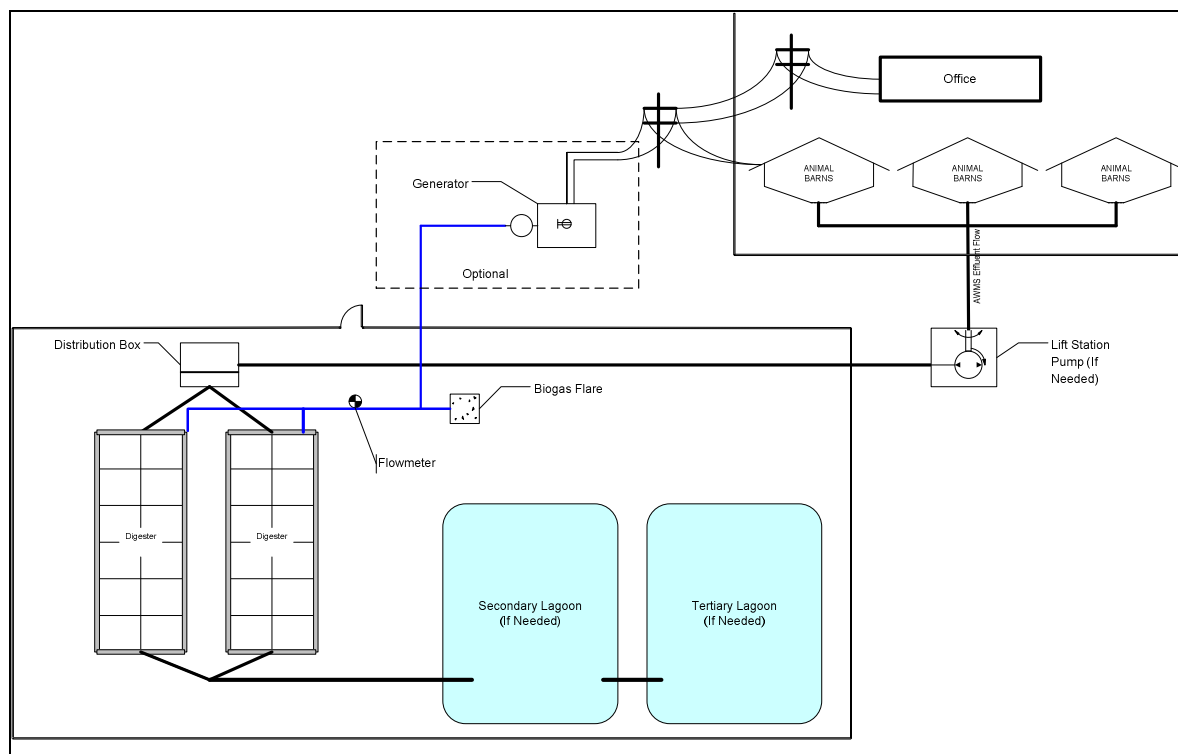 Office
ANIMAL
BARNS
ANIMAL
BARNS
ANIMAL
BARNS
Generator
Optional
AWMS Effluent Flow
Distribution Box
Lift Station
Pump (If
Needed)
Biogas Flare
Flowmeter
Digester
Digester
Secondary Lagoon
(If Needed)
Tertiary Lagoon
(If Needed)